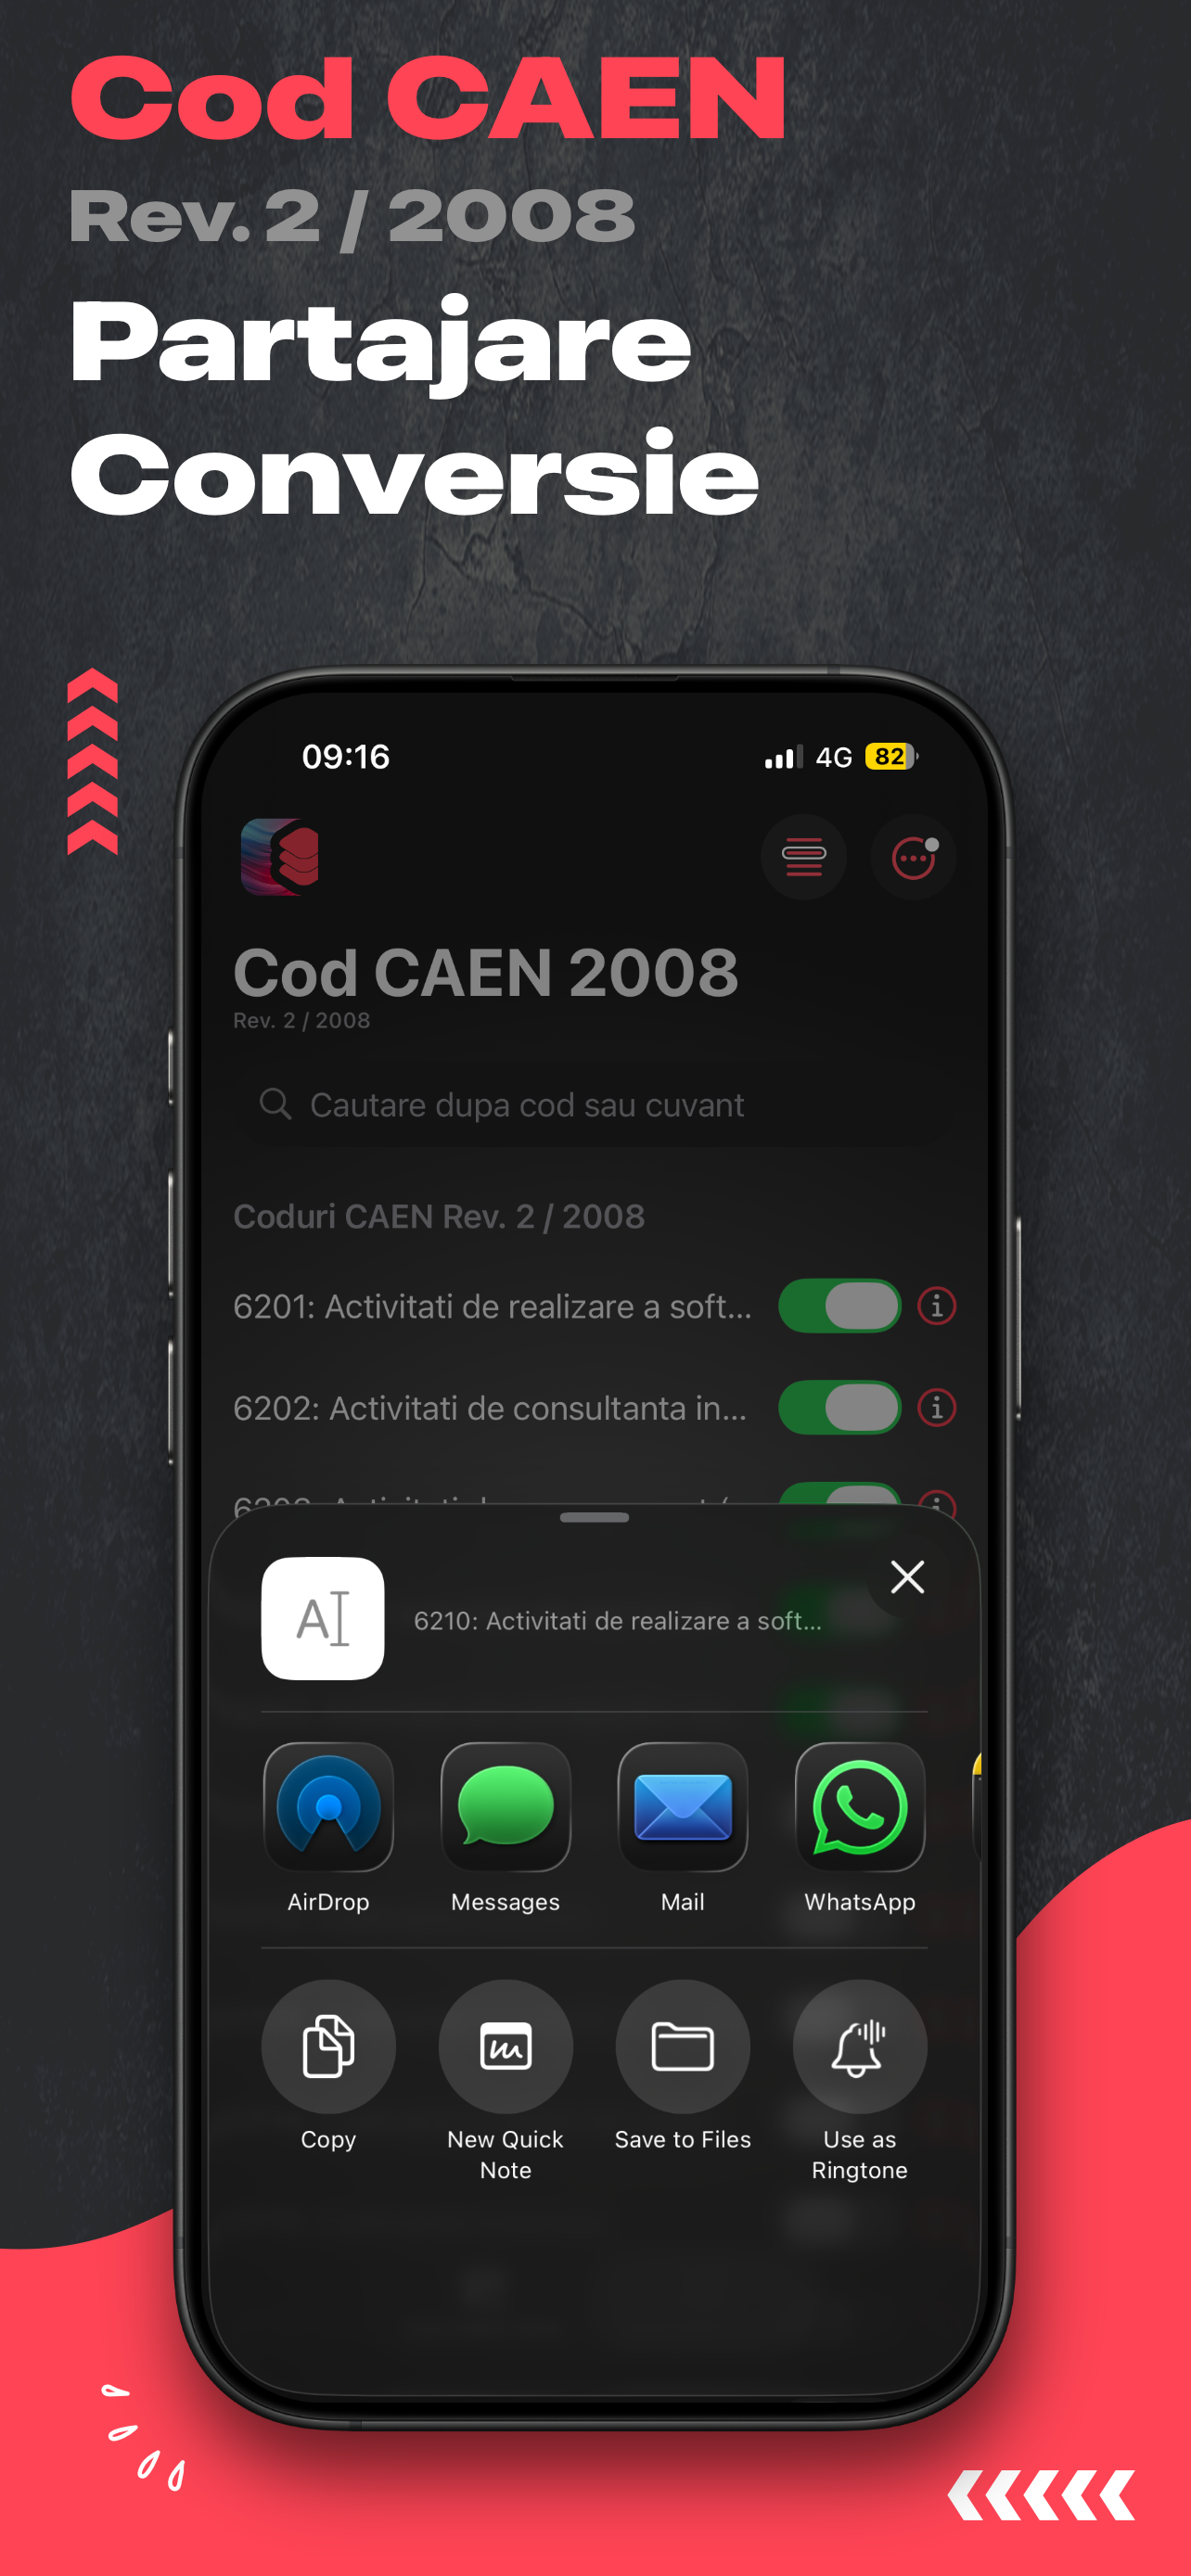 Cod CAEN
Rev. 2 / 2008
Partajare
Conversie
09:16
4G 82
Cod CAEN 2008
Rev. 2 / 2008
Cautare dupa cod sau cuvant
Coduri CAEN Rev. 2 / 2008
6201: Activitati de realizare a soft...
6202: Activitati de consultanta in...
6210: Activitati de realizare a soft...
AirDrop
Messages
Mail
WhatsApp
Copy
New Quick
Note
Save to Files
Use as
Ringtone